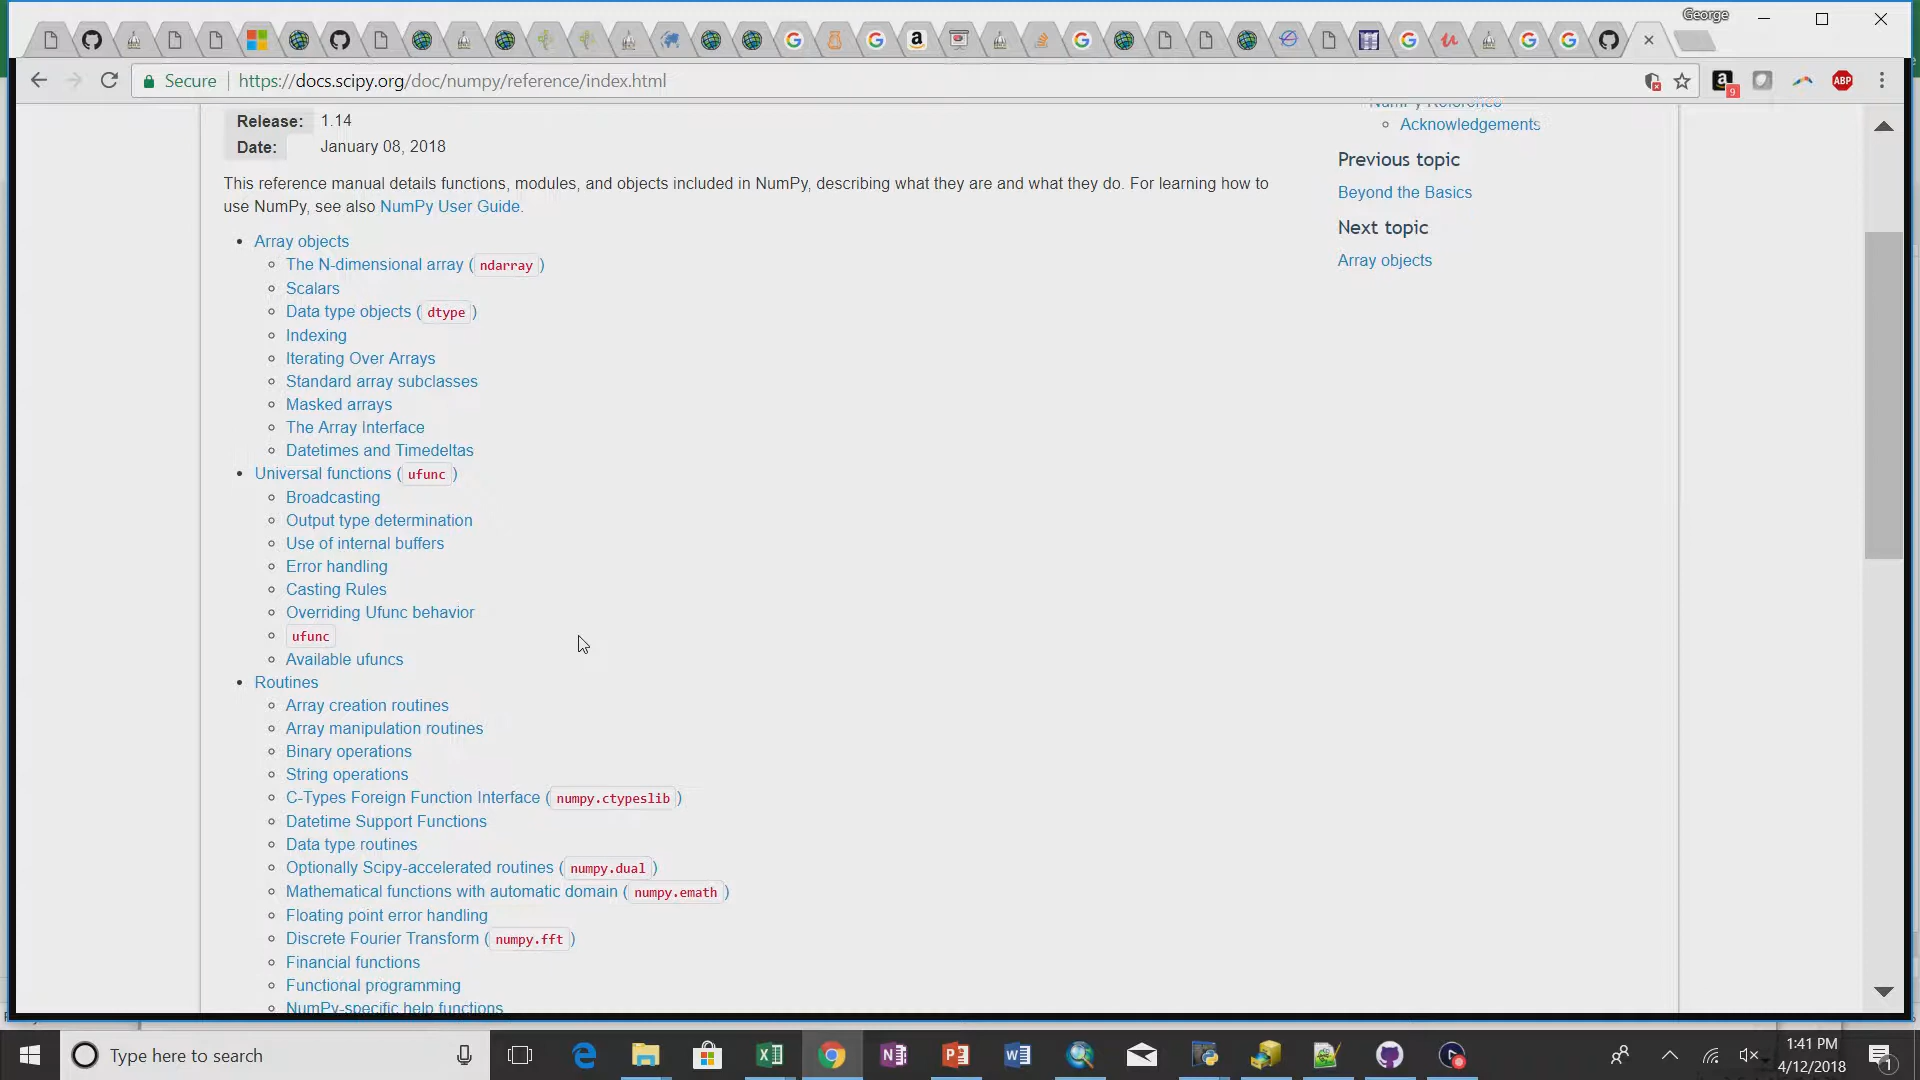 George
Secure https://docs.scipy.org/doc/numpy/reference/index.html
9
ABP
Release: 1.14
Date: January 08, 2018
This reference manual details functions, modules, and objects included in NumPy, describing what they are and what they do. For learning how to
use NumPy, see also NumPy User Guide.
Array objects
The N-dimensional array (ndarray)
Scalars
Data type objects (dtype)
Indexing
Iterating Over Arrays
Standard array subclasses
Masked arrays
The Array Interface
Datetimes and Timedeltas
Universal functions (ufunc)
Broadcasting
Output type determination
Use of internal buffers
Error handling
Casting Rules
Overriding Ufunc behavior
ufunc
Available ufuncs
Routines
Array creation routines
Array manipulation routines
Binary operations
String operations
C-Types Foreign Function Interface (numpy.ctypeslib)
Datetime Support Functions
Data type routines
Optionally Scipy-accelerated routines (numpy.dual)
Mathematical functions with automatic domain (numpy.emath)
Floating point error handling
Discrete Fourier Transform (numpy.fft)
Financial functions
Functional programming
NumPy-specific help functions
NumPy Reference
Acknowledgements
Previous topic
Beyond the Basics
Next topic
Array objects
Type here to search
1:41 PM
4/12/2018
1